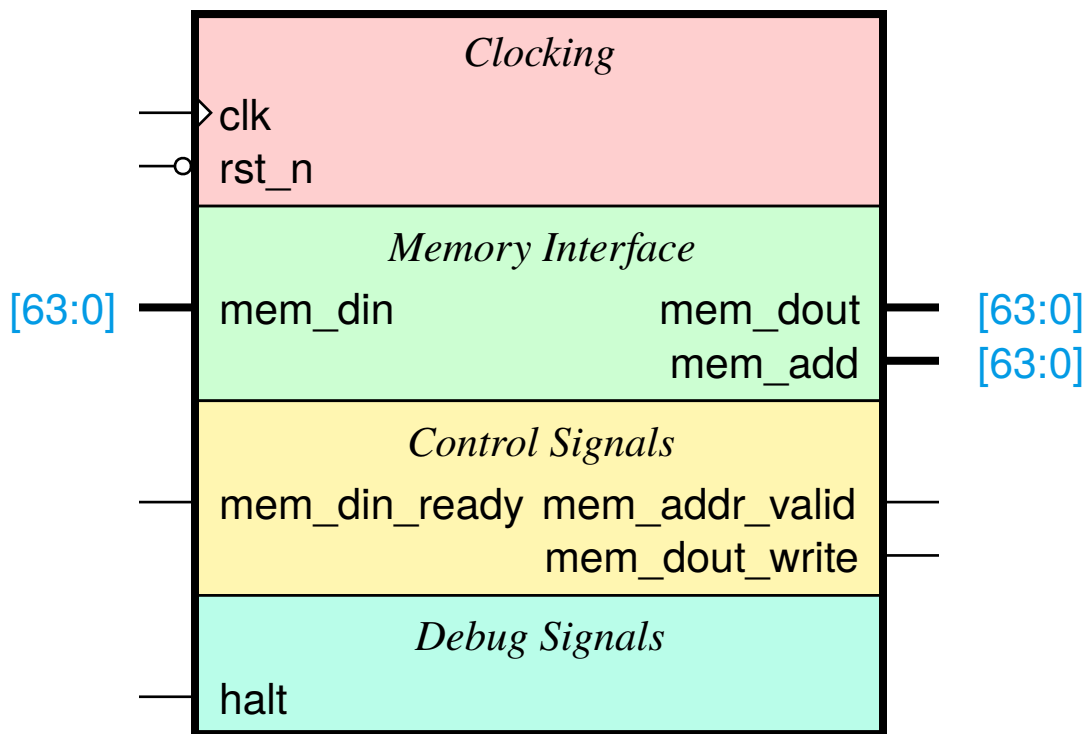 Clocking
clk
rst_n
Memory Interface
[63:0] mem_din mem_dout [63:0]
mem_add [63:0]
Control Signals
mem_din_ready mem_addr_valid
mem_dout_write
Debug Signals
halt